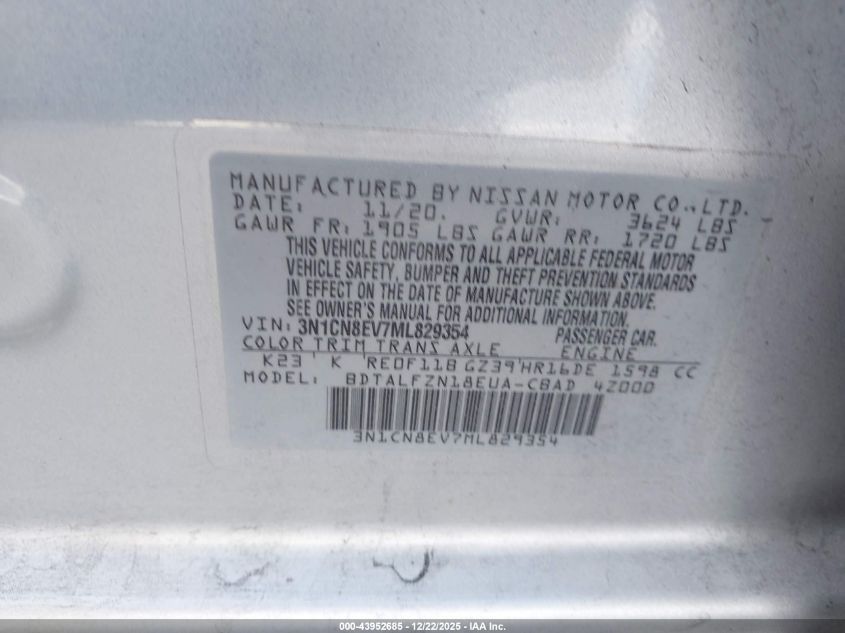 MANUFACTURED BY NISSAN MOTOR CO.,LTD.
DATE: 11/20. GVWR: 3624 LBS
GAWR FR: 1905 LBS GAWR RR: 1720 LBS
THIS VEHICLE CONFORMS TO ALL APPLICABLE FEDERAL MOTOR
VEHICLE SAFETY, BUMPER AND THEFT PREVENTION STANDARDS
IN EFFECT ON THE DATE OF MANUFACTURE SHOWN ABOVE.
SEE OWNER'S MANUAL FOR ADDITIONAL INFORMATION.
VIN: 3N1CN8EV7ML829354 PASSENGER CAR.
COLOR TRIM TRANS AXLE ENGINE
K23 K RE0F11B GZ39 HR16DE 1598 CC
MODEL: BDTALFZN18EUA-CBAD 4Z000
3N1CN8EV7ML829354
000-43952685 - 12/22/2025 - IAA Inc.